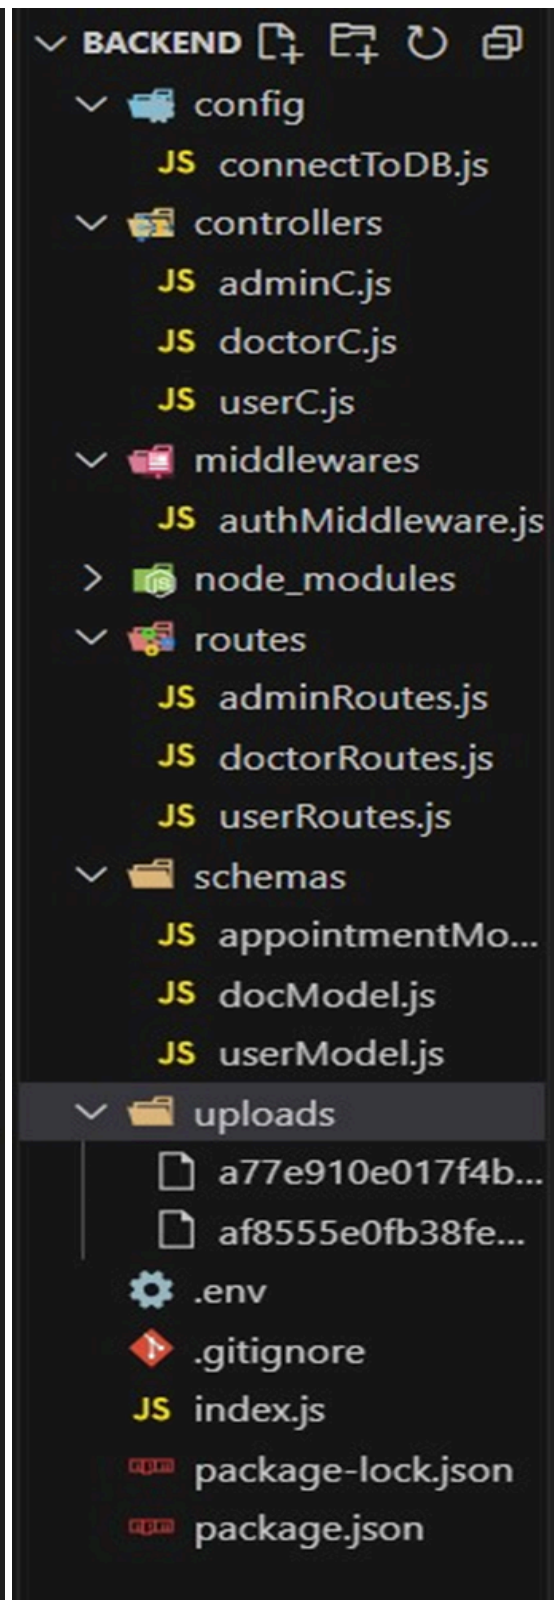 BACKEND
config
JS connectToDB.js
controllers
JS adminC.js
JS doctorC.js
JS userC.js
middlewares
JS authMiddleware.js
node_modules
routes
JS adminRoutes.js
JS doctorRoutes.js
JS userRoutes.js
schemas
JS appointmentMo...
JS docModel.js
JS userModel.js
uploads
a77e910e017f4b...
af8555e0fb38fe...
.env
.gitignore
JS index.js
package-lock.json
package.json